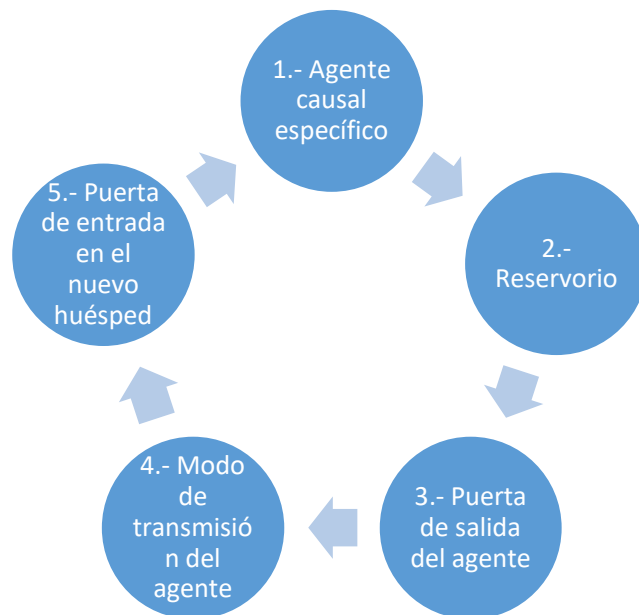 1.- Agente
causal
específico
2.-
Reservorio
3.- Puerta
de salida
del agente
4.- Modo
de
transmisió
n del
agente
5.- Puerta
de entrada
en el
nuevo
huésped